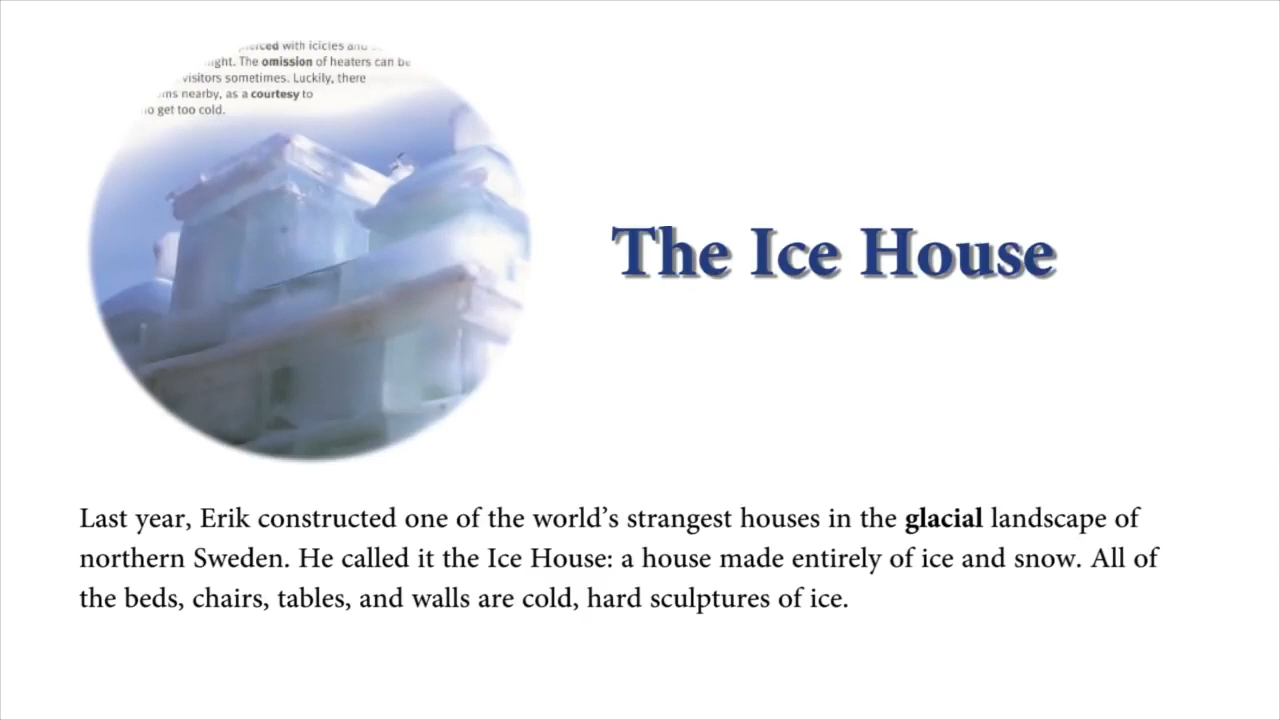 with icicles and
The omission of heaters can be
visitors sometimes. Luckily, there
nearby, as a courtesy to
get too cold.
The Ice House
Last year, Erik constructed one of the world’s strangest houses in the glacial landscape of
northern Sweden. He called it the Ice House: a house made entirely of ice and snow. All of
the beds, chairs, tables, and walls are cold, hard sculptures of ice.